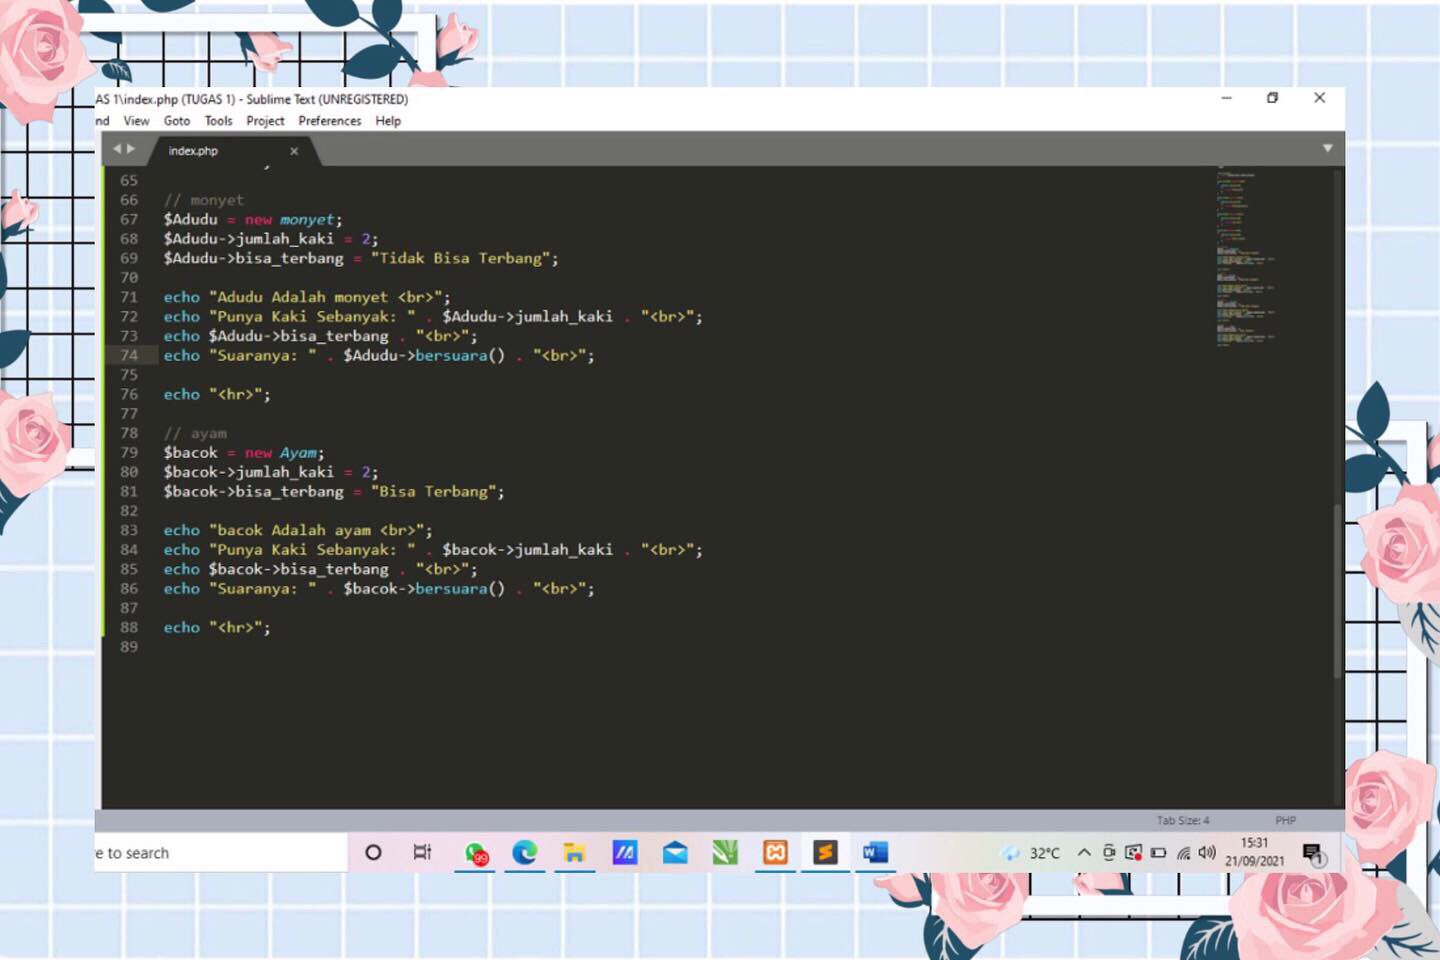 AS 1\index.php (TUGAS 1) - Sublime Text (UNREGISTERED)
nd View Goto Tools Project Preferences Help
index.php
65
66 // monyet
67 $Adudu = new monyet;
68 $Adudu->jumlah_kaki = 2;
69 $Adudu->bisa_terbang = "Tidak Bisa Terbang";
70
71 echo "Adudu Adalah monyet <br>";
72 echo "Punya Kaki Sebanyak: " . $Adudu->jumlah_kaki . "<br>";
73 echo $Adudu->bisa_terbang . "<br>";
74 echo "Suaranya: " . $Adudu->bersuara() . "<br>";
75
76 echo "<hr>";
77
78 // ayam
79 $bacok = new Ayam;
80 $bacok->jumlah_kaki = 2;
81 $bacok->bisa_terbang = "Bisa Terbang";
82
83 echo "bacok Adalah ayam <br>";
84 echo "Punya Kaki Sebanyak: " . $bacok->jumlah_kaki . "<br>";
85 echo $bacok->bisa_terbang . "<br>";
86 echo "Suaranya: " . $bacok->bersuara() . "<br>";
87
88 echo "<hr>";
89
Tab Size: 4 PHP
e to search
99
32°C
15:31
21/09/2021
1